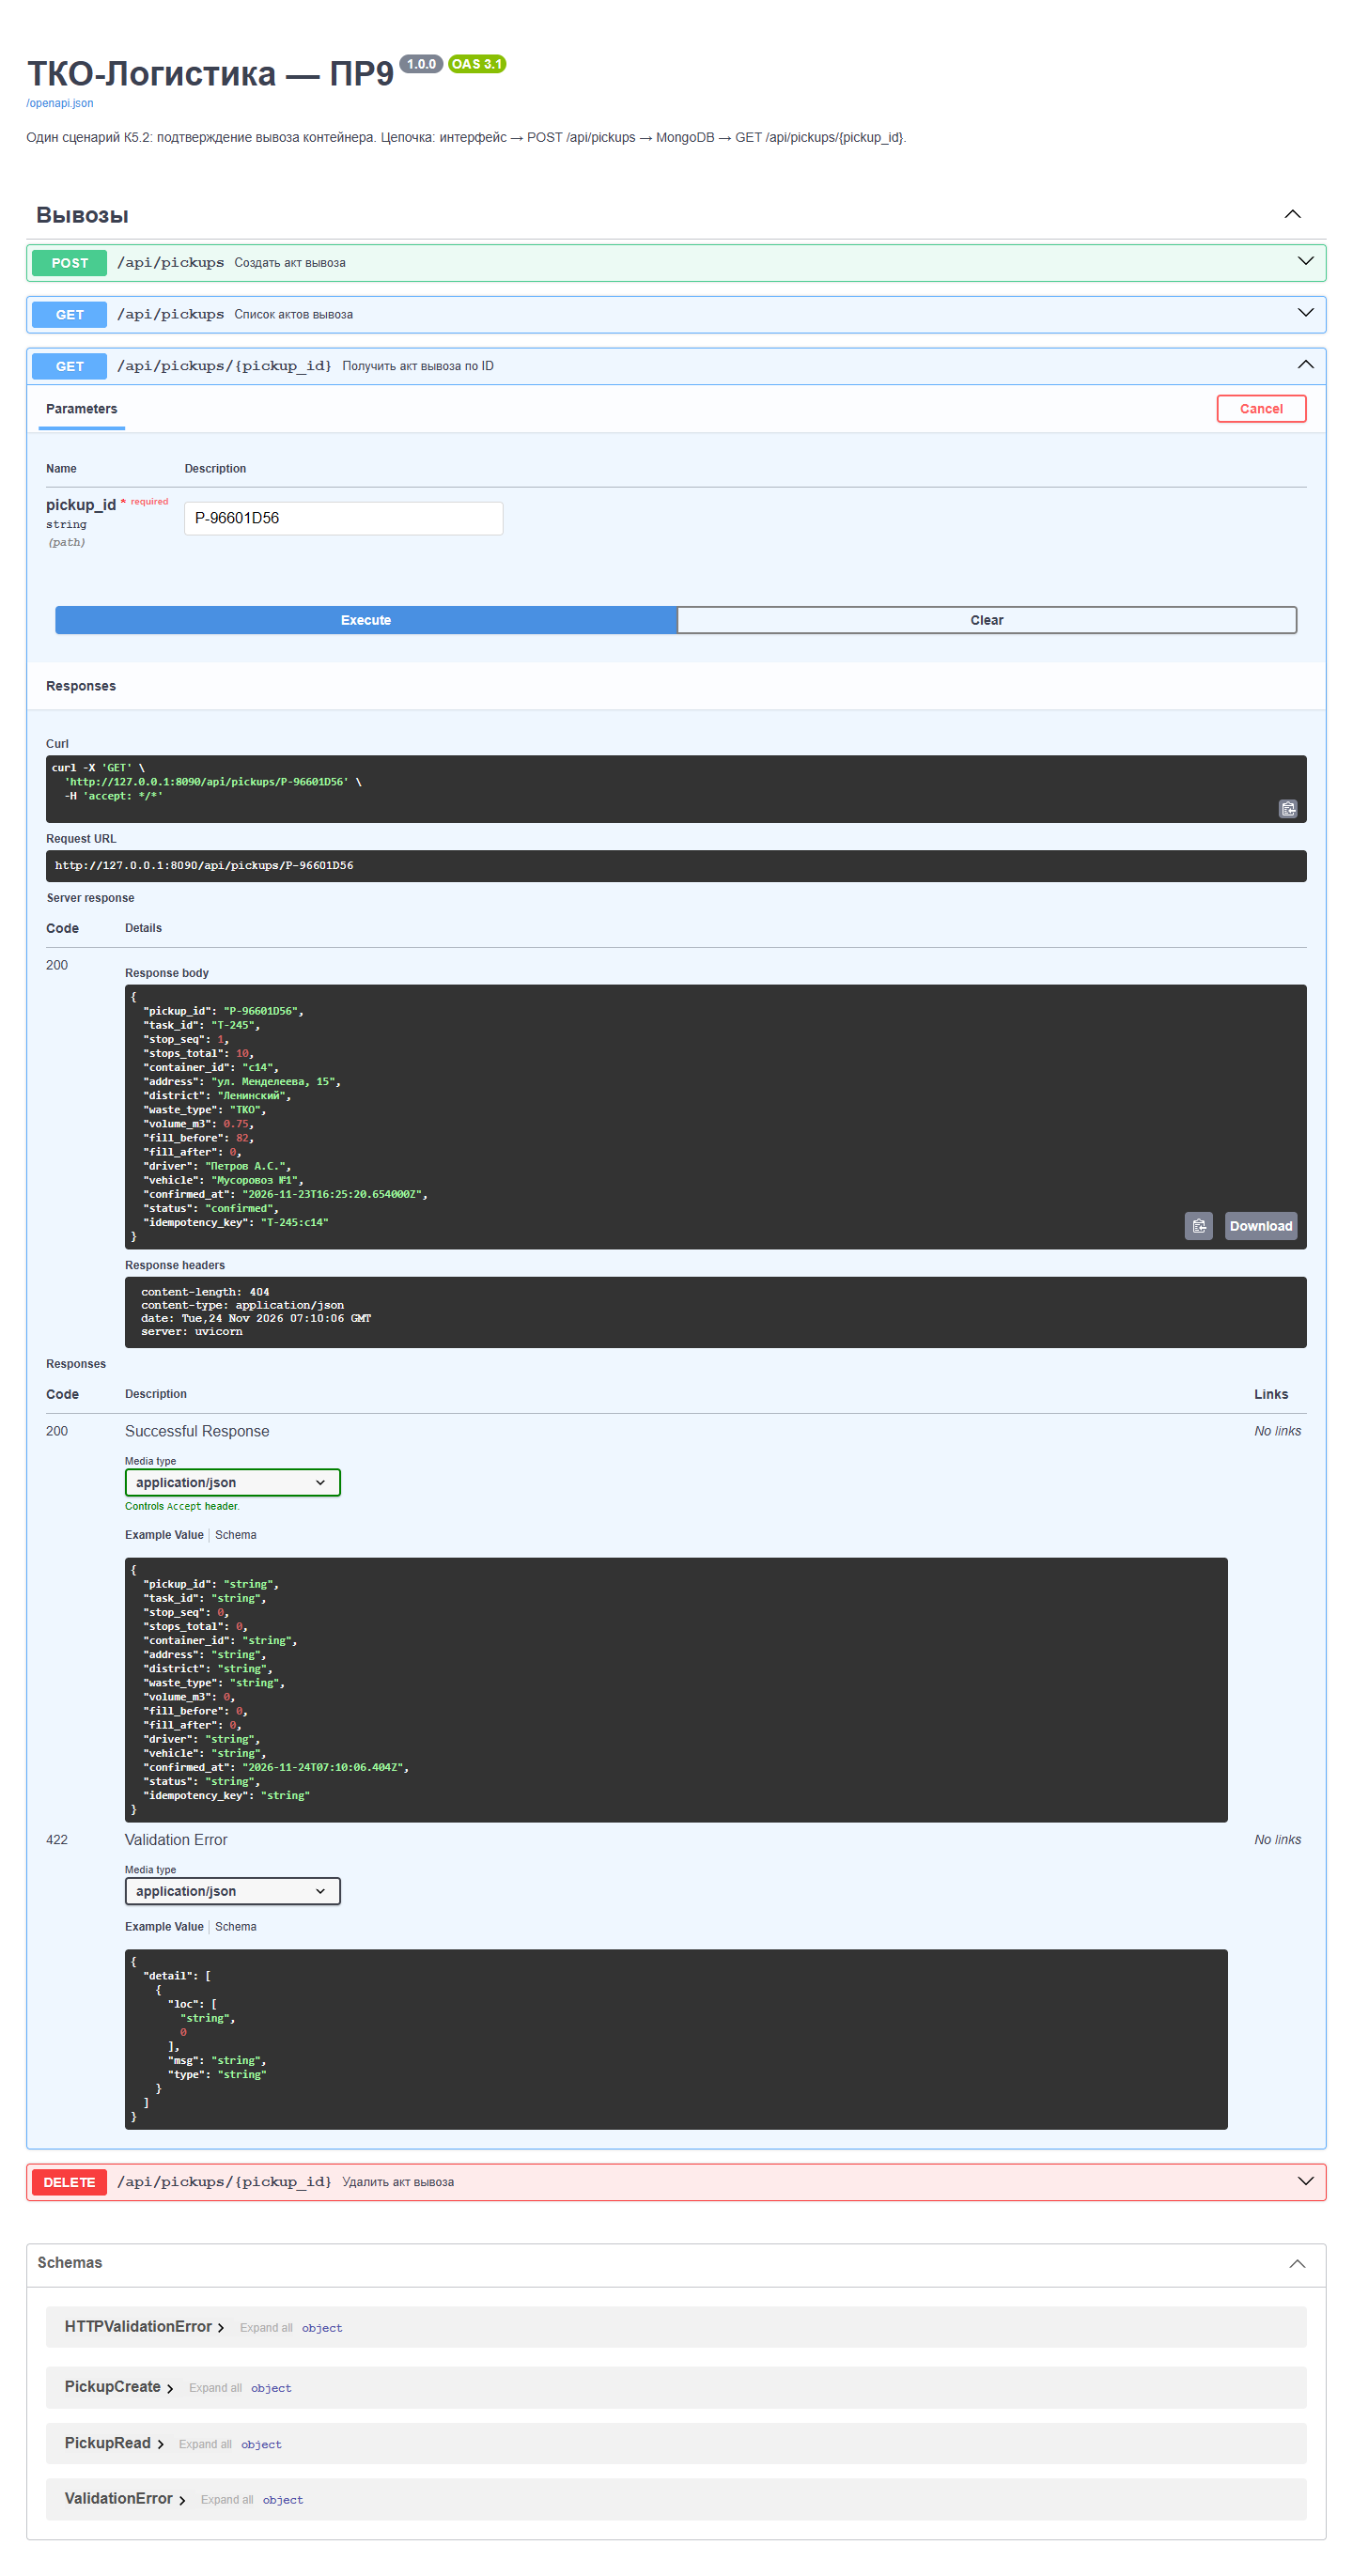 ТКО-Логистика — ПР9 1.0.0 OAS 3.1
/openapi.json
Один сценарий К5.2: подтверждение вывоза контейнера. Цепочка: интерфейс → POST /api/pickups → MongoDB → GET /api/pickups/{pickup_id}.
Вывозы
POST /api/pickups Создать акт вывоза
GET /api/pickups Список актов вывоза
GET /api/pickups/{pickup_id} Получить акт вывоза по ID
Parameters Cancel
Name Description
pickup_id * required P-96601D56
string
(path)
Execute Clear
Responses
Curl
curl -X 'GET' \
'http://127.0.0.1:8090/api/pickups/P-96601D56' \
-H 'accept: */*'
Request URL
http://127.0.0.1:8090/api/pickups/P-96601D56
Server response
Code Details
200
Response body
{
"pickup_id": "P-96601D56",
"task_id": "T-245",
"stop_seq": 1,
"stops_total": 10,
"container_id": "c14",
"address": "ул. Менделеева, 15",
"district": "Ленинский",
"waste_type": "ТКО",
"volume_m3": 0.75,
"fill_before": 82,
"fill_after": 0,
"driver": "Петров А.С.",
"vehicle": "Мусоровоз №1",
"confirmed_at": "2026-11-23T16:25:20.654000Z",
"status": "confirmed",
"idempotency_key": "T-245:c14"
}
Download
Response headers
content-length: 404
content-type: application/json
date: Tue,24 Nov 2026 07:10:06 GMT
server: uvicorn
Responses
Code Description Links
200 Successful Response No links
Media type
application/json
Controls Accept header.
Example Value Schema
{
"pickup_id": "string",
"task_id": "string",
"stop_seq": 0,
"stops_total": 0,
"container_id": "string",
"address": "string",
"district": "string",
"waste_type": "string",
"volume_m3": 0,
"fill_before": 0,
"fill_after": 0,
"driver": "string",
"vehicle": "string",
"confirmed_at": "2026-11-24T07:10:06.404Z",
"status": "string",
"idempotency_key": "string"
}
422 Validation Error No links
Media type
application/json
Example Value Schema
{
"detail": [
{
"loc": [
"string",
0
],
"msg": "string",
"type": "string"
}
]
}
DELETE /api/pickups/{pickup_id} Удалить акт вывоза
Schemas
HTTPValidationError Expand all object
PickupCreate Expand all object
PickupRead Expand all object
ValidationError Expand all object